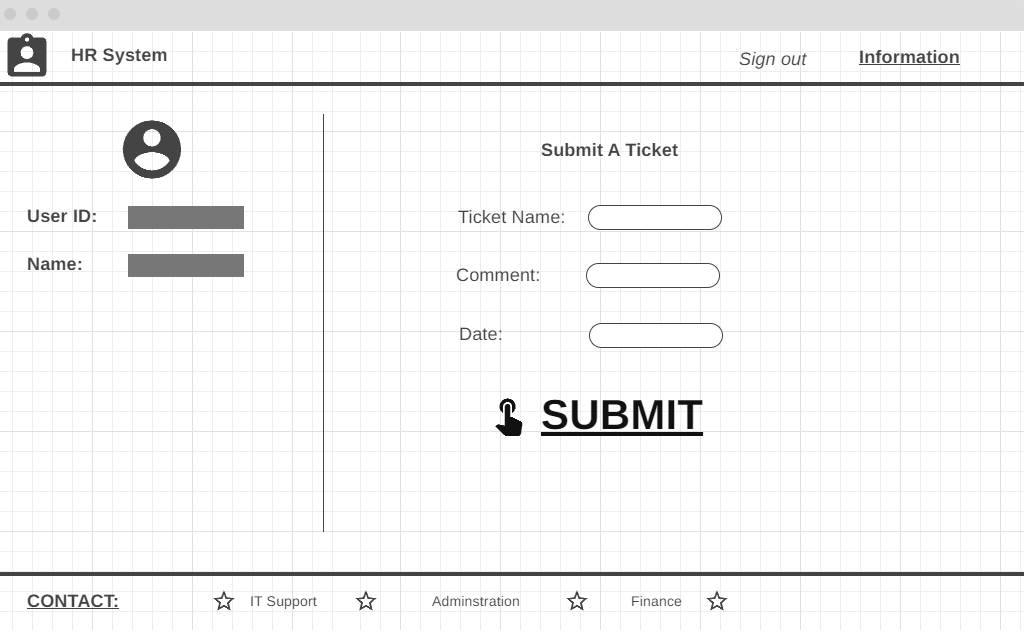 HR System
Sign out
Information
Submit A Ticket
User ID:
Ticket Name:
Name:
Comment:
Date:
SUBMIT
CONTACT:
IT Support
Adminstration
Finance